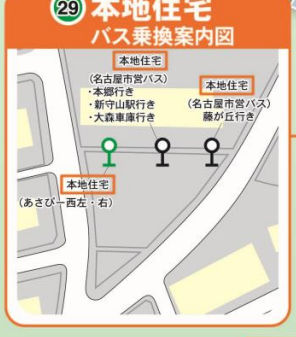 29 本地住宅
バス乗換案内図
本地住宅
(名古屋市営バス)
・本郷行き
・新守山駅行き
・大森車庫行き
本地住宅
(名古屋市営バス)
藤が丘行き
本地住宅
(あさぴー西左・右)